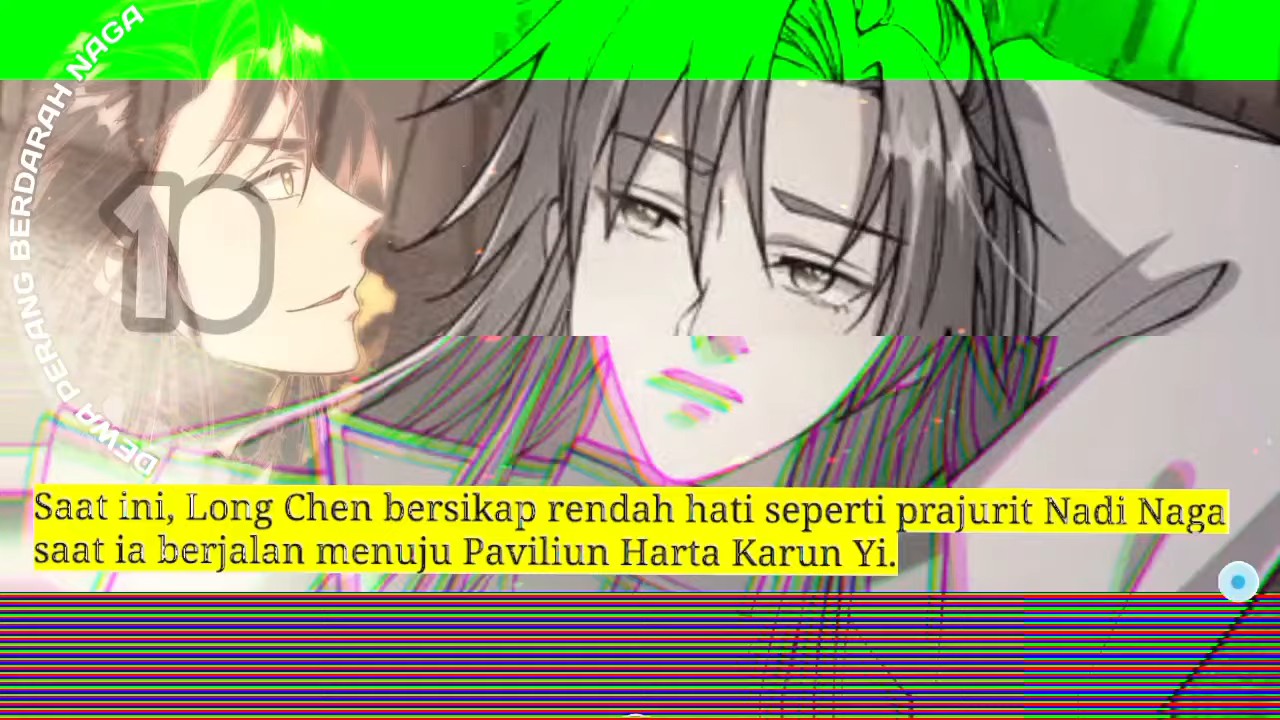 DEWA PERANG BERDARAH NAGA
10
Saat ini, Long Chen bersikap rendah hati seperti prajurit Nadi Naga
saat ia berjalan menuju Paviliun Harta Karun Yi.